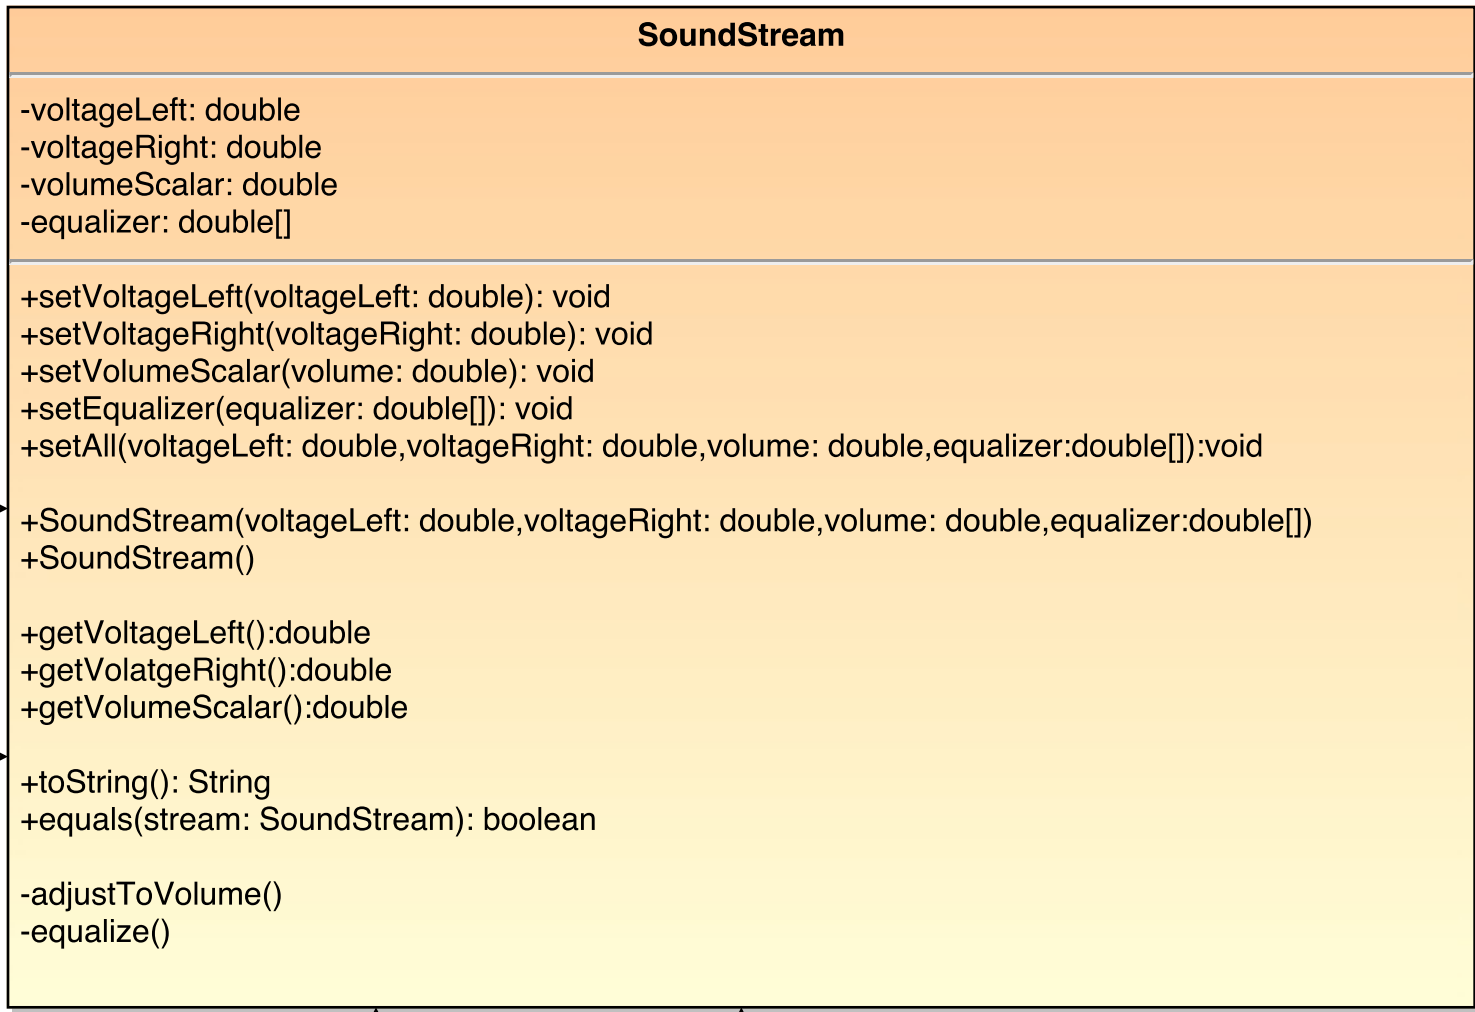 SoundStream
-voltageLeft: double
-voltageRight: double
-volumeScalar: double
-equalizer: double[]
+setVoltageLeft(voltageLeft: double): void
+setVoltageRight(voltageRight: double): void
+setVolumeScalar(volume: double): void
+setEqualizer(equalizer: double[]): void
+setAll(voltageLeft: double,voltageRight: double,volume: double,equalizer:double[]):void
+SoundStream(voltageLeft: double,voltageRight: double,volume: double,equalizer:double[])
+SoundStream()
+getVoltageLeft():double
+getVolatgeRight():double
+getVolumeScalar():double
+toString(): String
+equals(stream: SoundStream): boolean
-adjustToVolume()
-equalize()